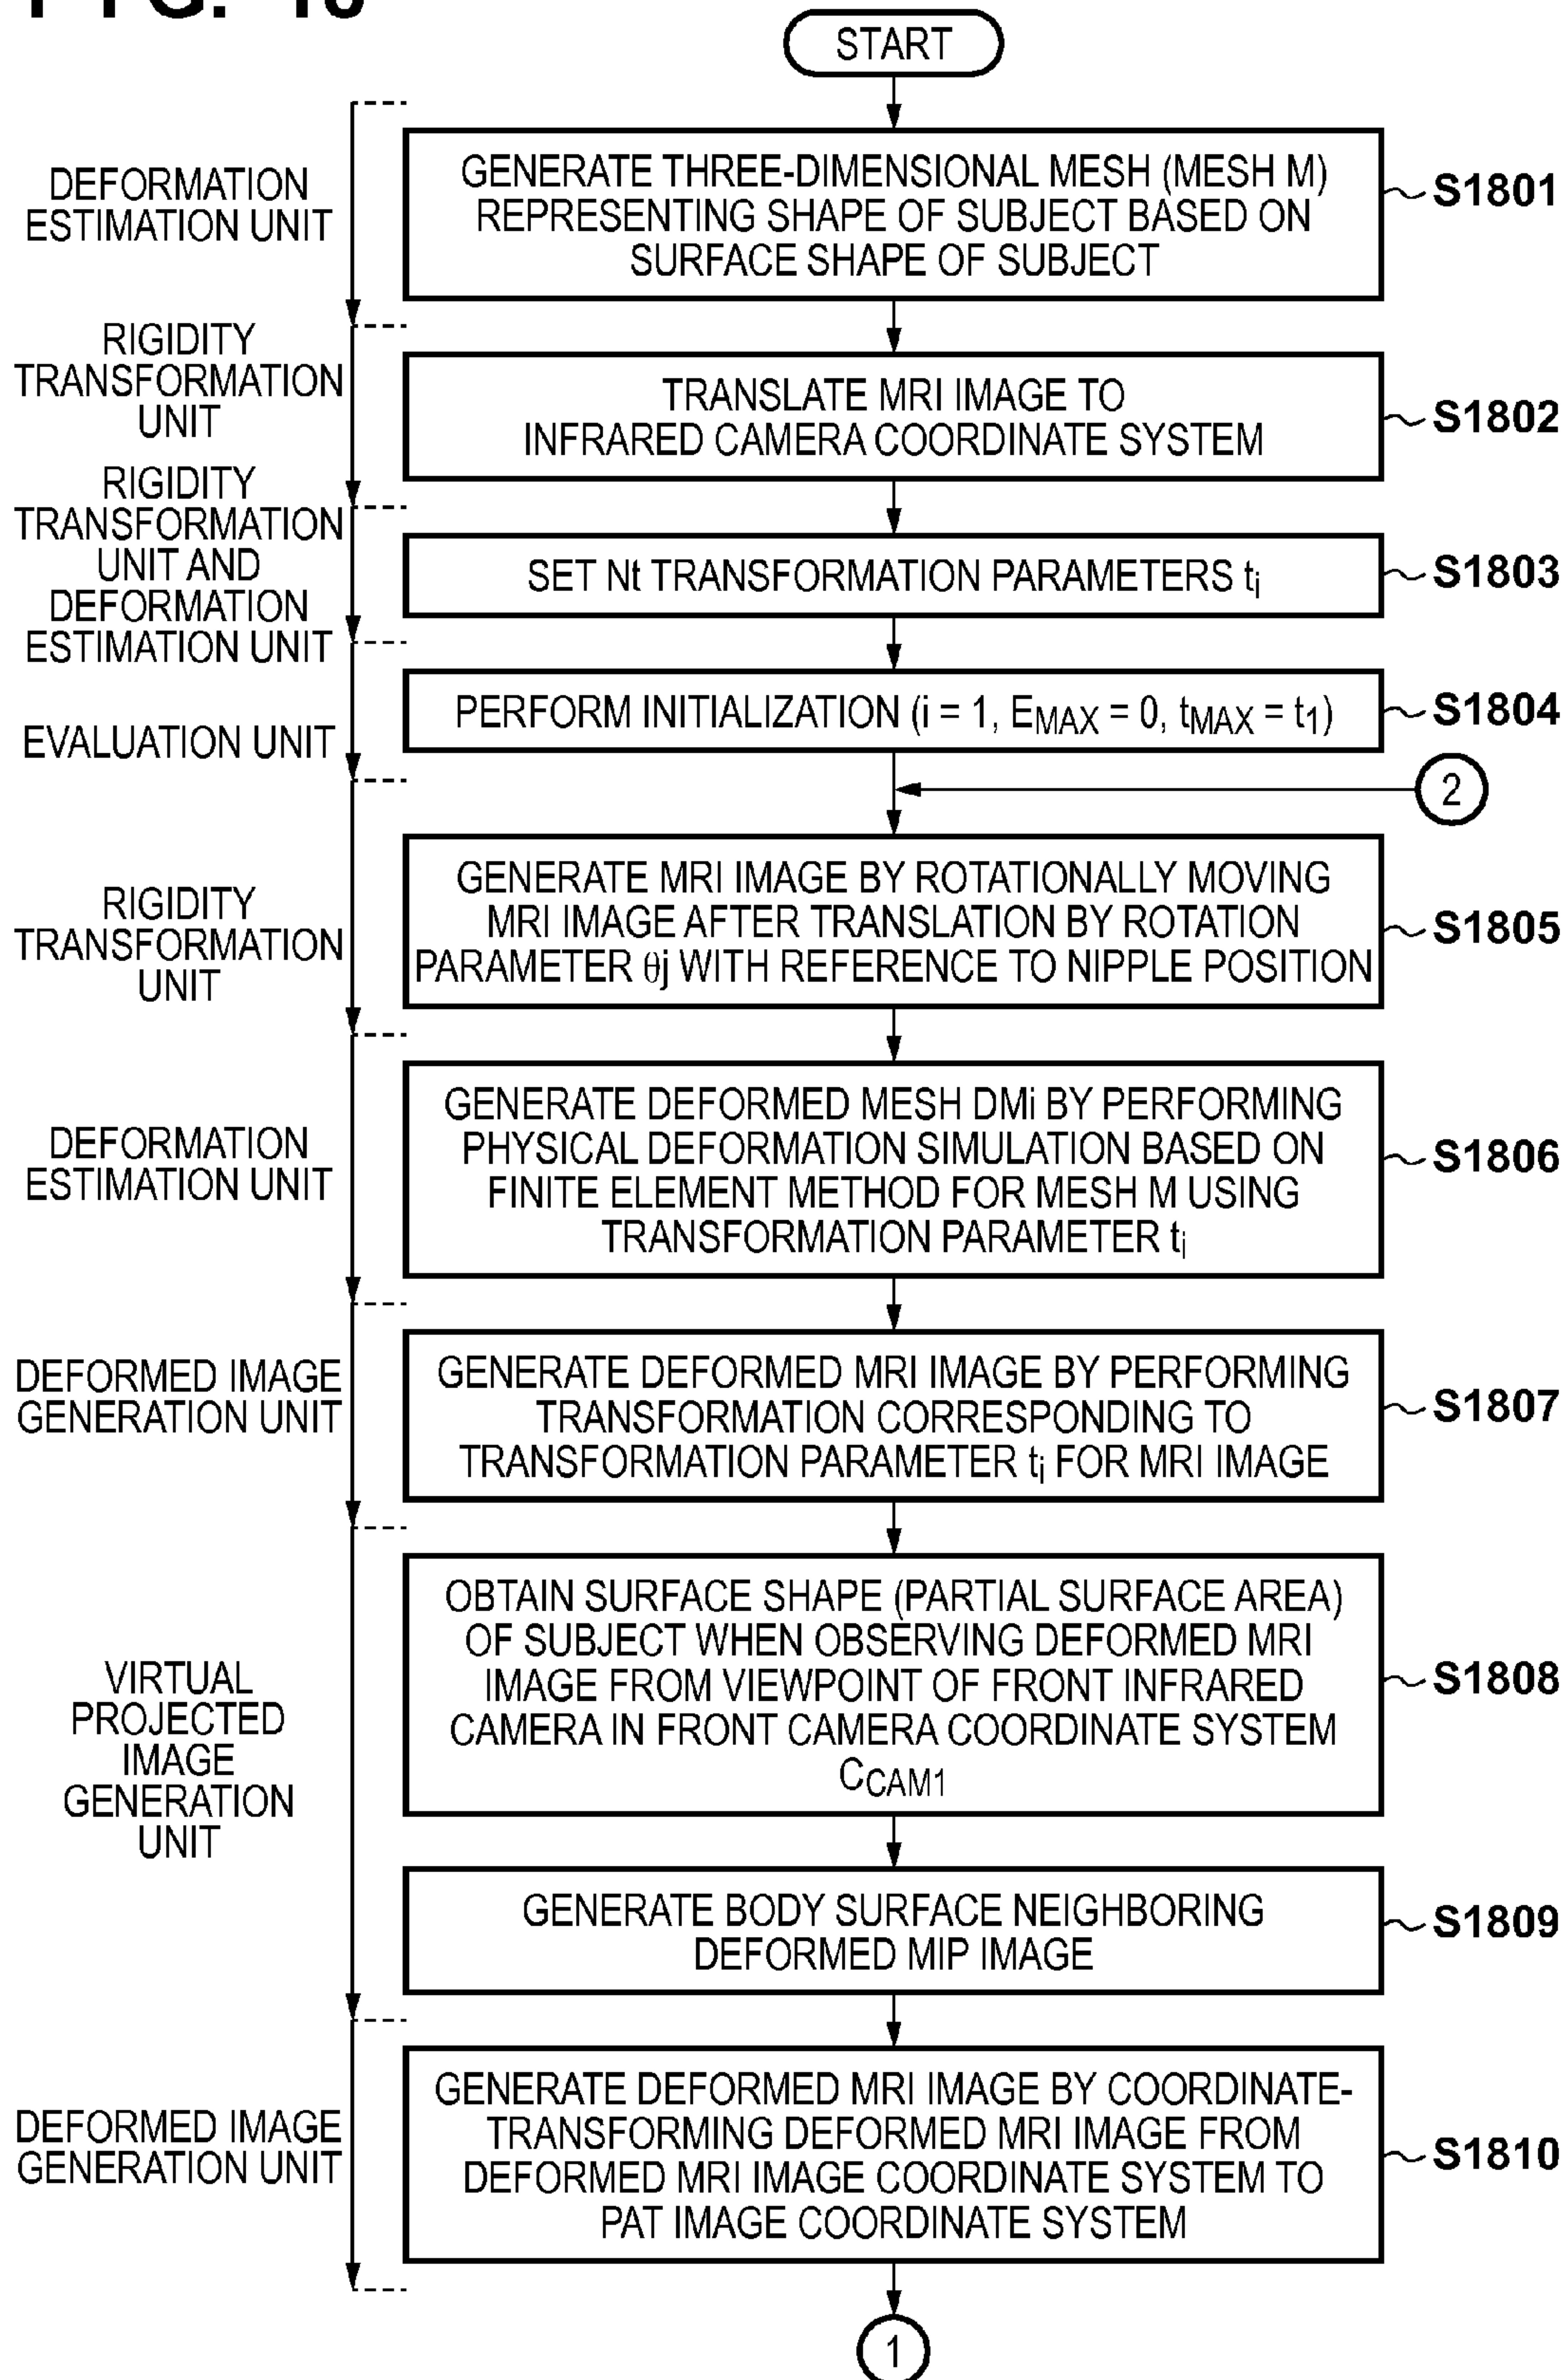 FIG.
START
DEFORMATION
ESTIMATION UNIT
GENERATE THREE-DIMENSIONAL MESH (MESH M)
REPRESENTING SHAPE OF SUBJECT BASED ON
SURFACE SHAPE OF SUBJECT
S1801
RIGIDITY
TRANSFORMATION
UNIT
TRANSLATE MRI IMAGE TO
INFRARED CAMERA COORDINATE SYSTEM
S1802
RIGIDITY
TRANSFORMATION
UNIT AND
DEFORMATION
ESTIMATION UNIT
SET Nt TRANSFORMATION PARAMETERS ti
S1803
EVALUATION UNIT
PERFORM INITIALIZATION (i = 1, EMAX = 0, tMAX = t1)
S1804
2
RIGIDITY
TRANSFORMATION
UNIT
GENERATE MRI IMAGE BY ROTATIONALLY MOVING
MRI IMAGE AFTER TRANSLATION BY ROTATION
PARAMETER θj WITH REFERENCE TO NIPPLE POSITION
S1805
DEFORMATION
ESTIMATION UNIT
GENERATE DEFORMED MESH DMi BY PERFORMING
PHYSICAL DEFORMATION SIMULATION BASED ON
FINITE ELEMENT METHOD FOR MESH M USING
TRANSFORMATION PARAMETER ti
S1806
DEFORMED IMAGE
GENERATION UNIT
GENERATE DEFORMED MRI IMAGE BY PERFORMING
TRANSFORMATION CORRESPONDING TO
TRANSFORMATION PARAMETER ti FOR MRI IMAGE
S1807
VIRTUAL
PROJECTED
IMAGE
GENERATION
UNIT
OBTAIN SURFACE SHAPE (PARTIAL SURFACE AREA)
OF SUBJECT WHEN OBSERVING DEFORMED MRI
IMAGE FROM VIEWPOINT OF FRONT INFRARED
CAMERA IN FRONT CAMERA COORDINATE SYSTEM
CCAM1
S1808
GENERATE BODY SURFACE NEIGHBORING
DEFORMED MIP IMAGE
S1809
DEFORMED IMAGE
GENERATION UNIT
GENERATE DEFORMED MRI IMAGE BY COORDINATE-
TRANSFORMING DEFORMED MRI IMAGE FROM
DEFORMED MRI IMAGE COORDINATE SYSTEM TO
PAT IMAGE COORDINATE SYSTEM
S1810
1